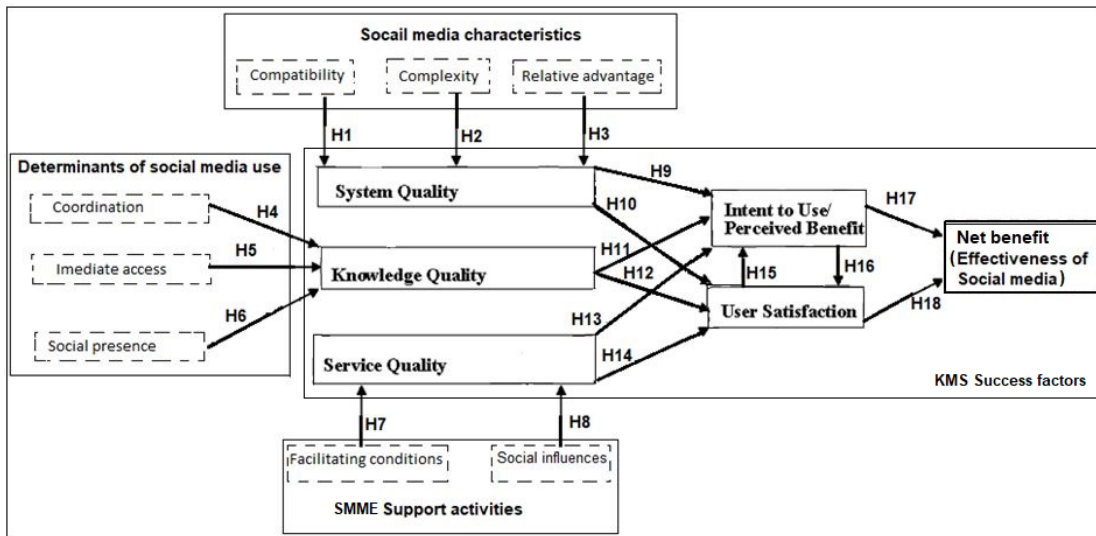 Socail media characteristics
Compatibility
Complexity
Relative advantage
H1
H2
H3
Determinants of social media use
Coordination
Imediate access
Social presence
H4
H5
H6
System Quality
Knowledge Quality
Service Quality
H9
H10
H11
H12
H13
H14
Intent to Use/
Perceived Benefit
H15
H16
User Satisfaction
H17
H18
Net benefit
(Effectiveness of
Social media)
KMS Success factors
H7
H8
Facilitating conditions
Social influences
SMME Support activities